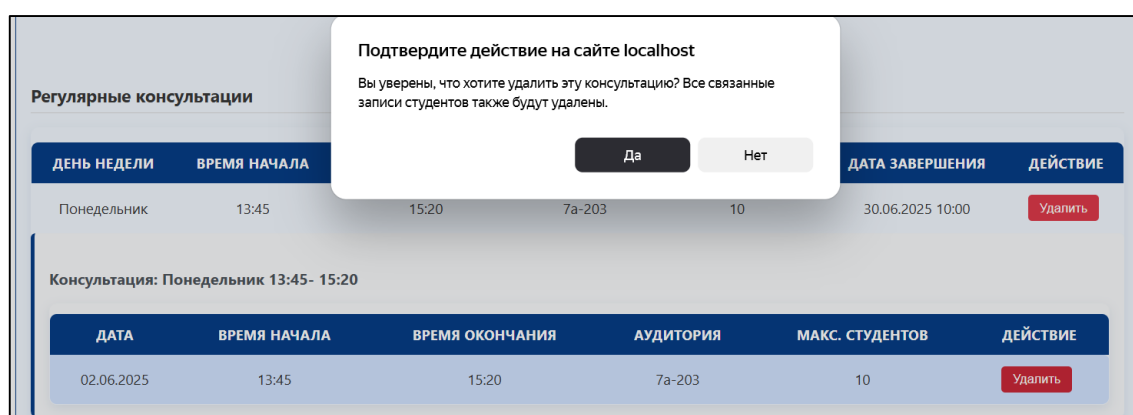 Подтвердите действие на сайте localhost
Вы уверены, что хотите удалить эту консультацию? Все связанные
записи студентов также будут удалены.
Да Нет
Регулярные консультации
ДЕНЬ НЕДЕЛИ ВРЕМЯ НАЧАЛА ДАТА ЗАВЕРШЕНИЯ ДЕЙСТВИЕ
Понедельник 13:45 15:20 7а-203 10 30.06.2025 10:00 Удалить
Консультация: Понедельник 13:45- 15:20
ДАТА ВРЕМЯ НАЧАЛА ВРЕМЯ ОКОНЧАНИЯ АУДИТОРИЯ МАКС. СТУДЕНТОВ ДЕЙСТВИЕ
02.06.2025 13:45 15:20 7а-203 10 Удалить